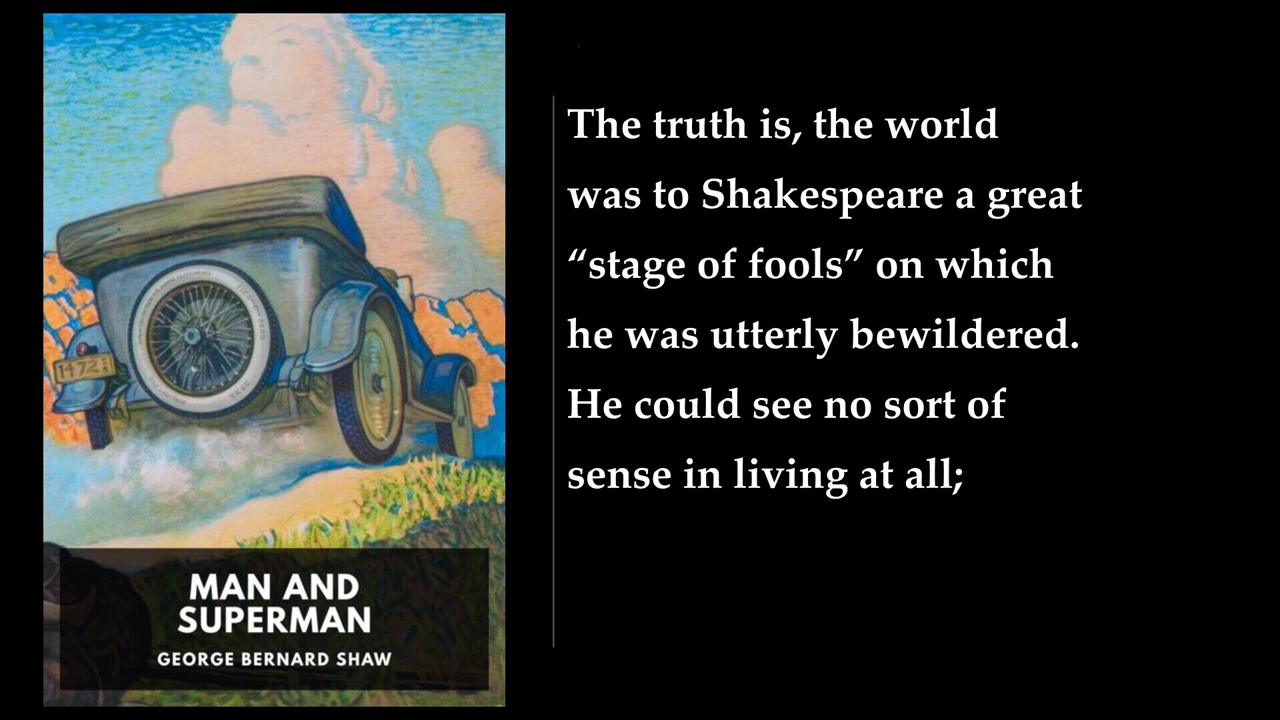 The truth is, the world
was to Shakespeare a great
“stage of fools” on which
he was utterly bewildered.
He could see no sort of
sense in living at all;
1472
MAN AND
SUPERMAN
GEORGE BERNARD SHAW